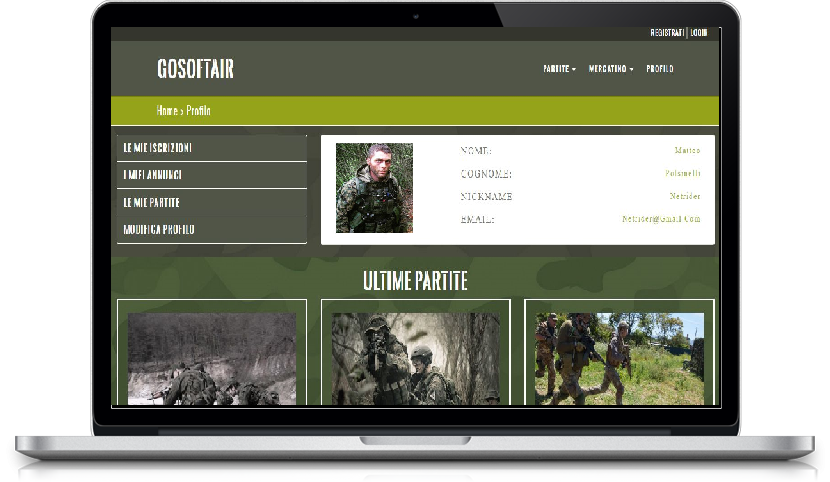 REGISTRATI | LOGIN
GOSOFTAIR
PARTITE MERCATINO PROFILO
Home > Profilo
LE MIE ISCRIZIONI
I MIEI ANNUNCI
LE MIE PARTITE
MODIFICA PROFILO
NOME: Matteo
COGNOME: Polsinelli
NICKNAME Netrider
EMAIL: Netrider@Gmail.Com
ULTIME PARTITE